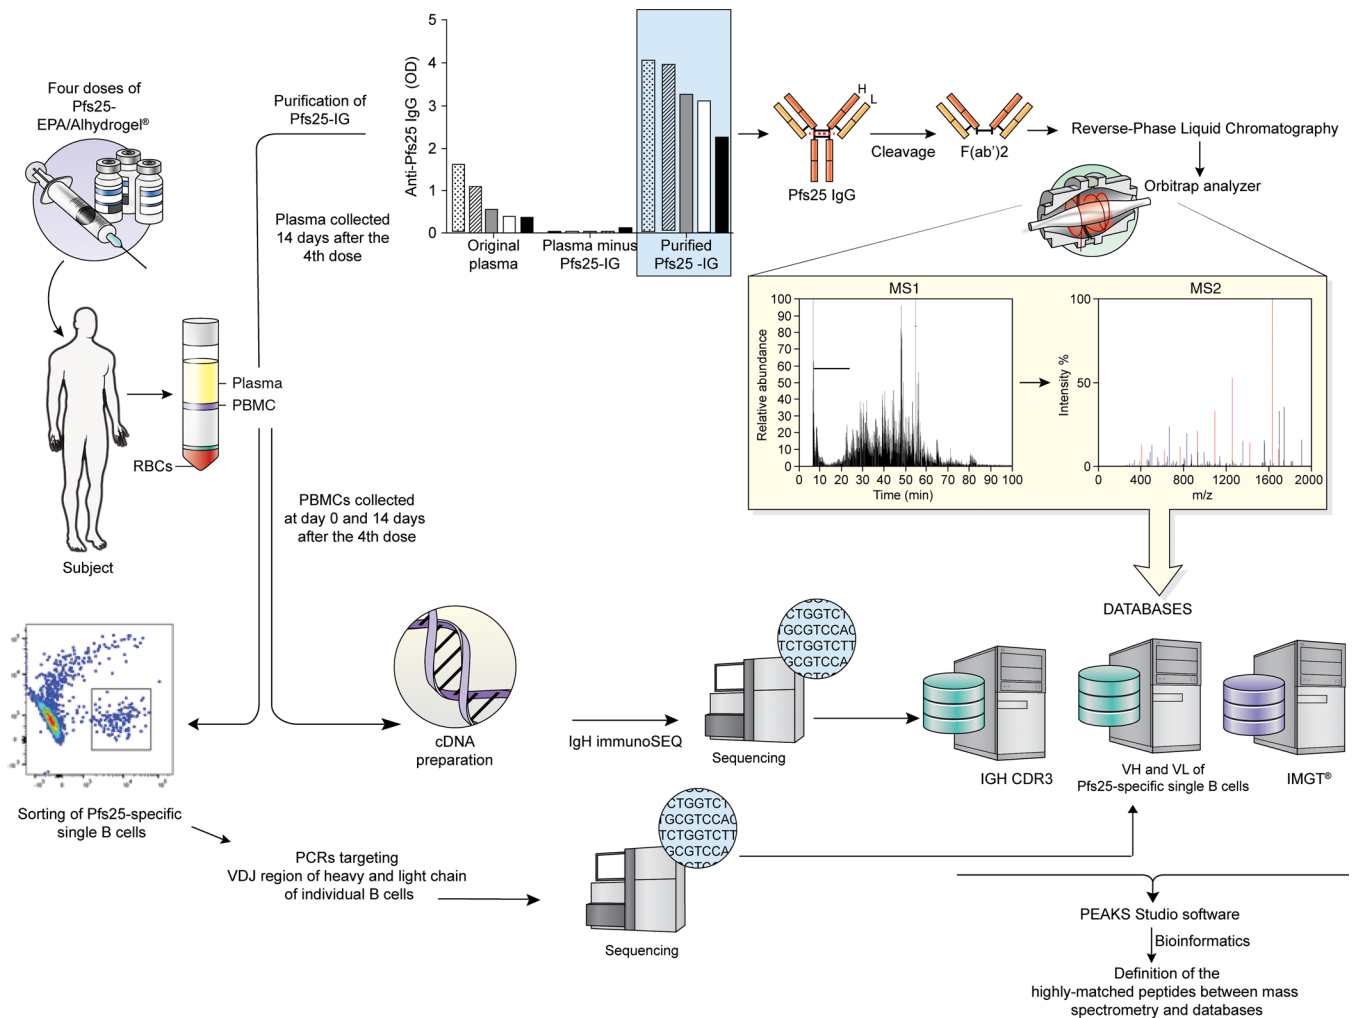 Four doses of
Pfs25-
EPA/Alhydrogel®
Purification of
Pfs25-IG
Plasma collected
14 days after the
4th dose
Anti-Pfs25 IgG (OD)
5
4
3
2
1
0
Original
plasma
Plasma minus
Pfs25-IG
Purified
Pfs25 -IG
H
L
Pfs25 IgG
Cleavage
F(ab')2
Reverse-Phase Liquid Chromatography
Orbitrap analyzer
MS1
Relative abundance
100
90
80
70
60
50
40
30
20
10
0
0 10 20 30 40 50 60 70 80 90 100
Time (min)
MS2
Intensity %
100
50
0
0 400 800 1200 1600 2000
m/z
Plasma
PBMC
RBCs
Subject
PBMCs collected
at day 0 and 14 days
after the 4th dose
Sorting of Pfs25-specific
single B cells
cDNA
preparation
IgH immunoSEQ
CTGGTCT
TGCGTCCAC
TCTGGTCTT
GCGTCCA
Sequencing
DATABASES
IGH CDR3
VH and VL of
Pfs25-specific single B cells
IMGT®
PCRs targeting
VDJ region of heavy and light chain
of individual B cells
CTGGTCT
TGCGTCCAC
TCTGGTCTT
GCGTCCA
Sequencing
PEAKS Studio software
Bioinformatics
Definition of the
highly-matched peptides between mass
spectrometry and databases